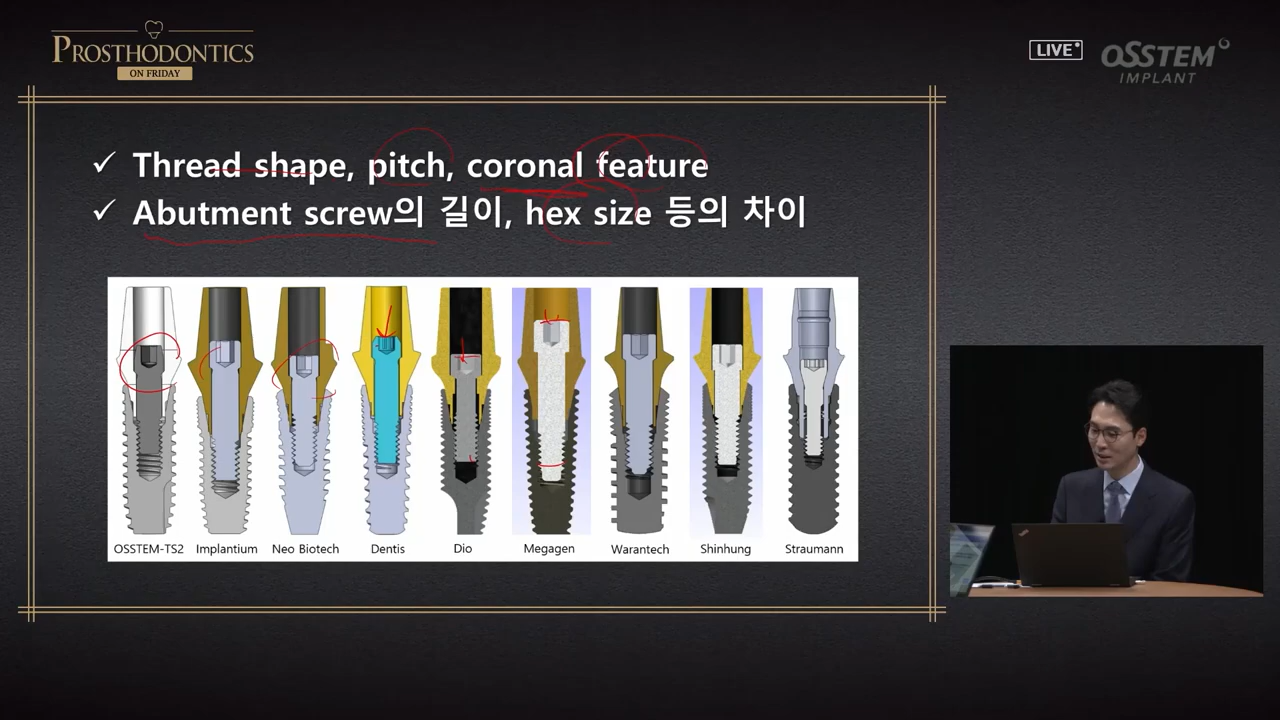 PROSTHODONTICS
ON FRIDAY
LIVE
OSSTEM
IMPLANT
✓ Thread shape, pitch, coronal feature
✓ Abutment screw의 길이, hex size 등의 차이
OSSTEM-TS2 Implantium Neo Biotech Dentis Dio Megagen Warantech Shinhung Straumann